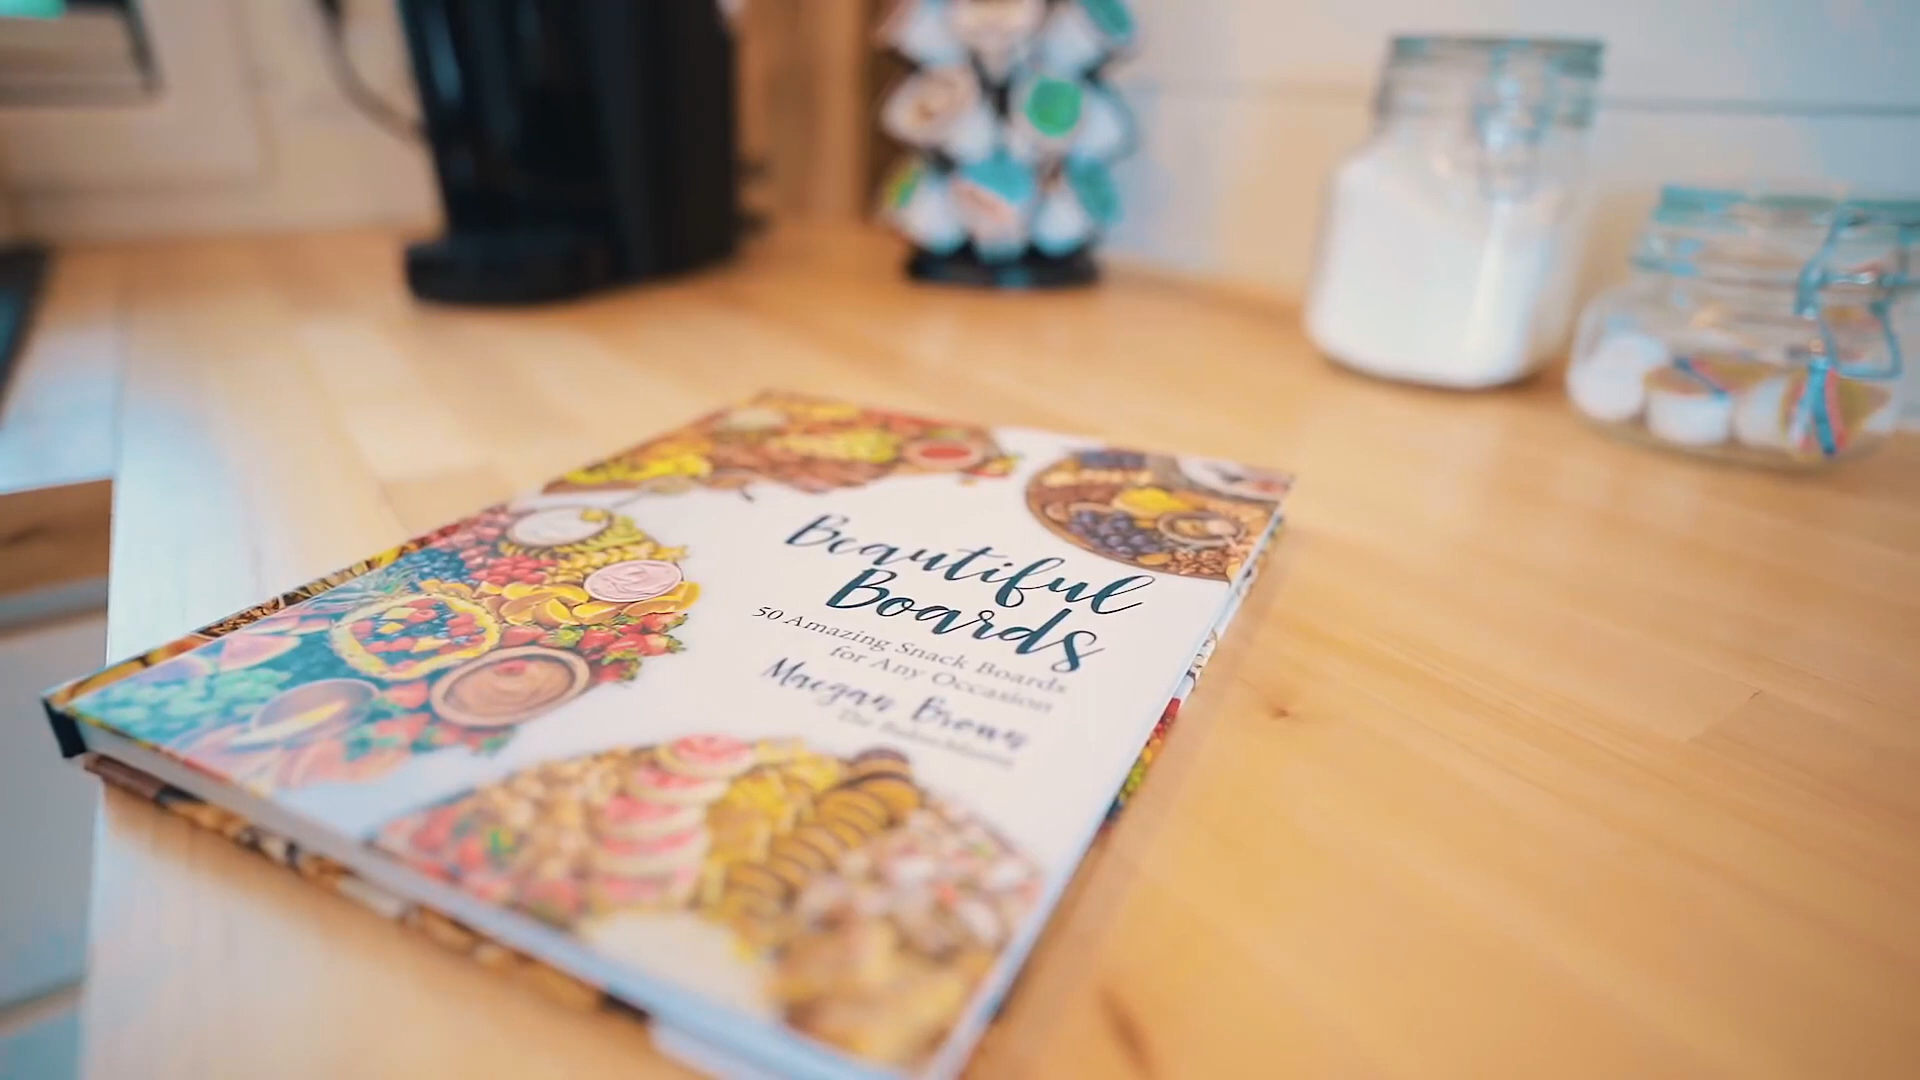 Beautiful
Boards
50 Amazing Snack Boards
for Any Occasion
Maegan Brown